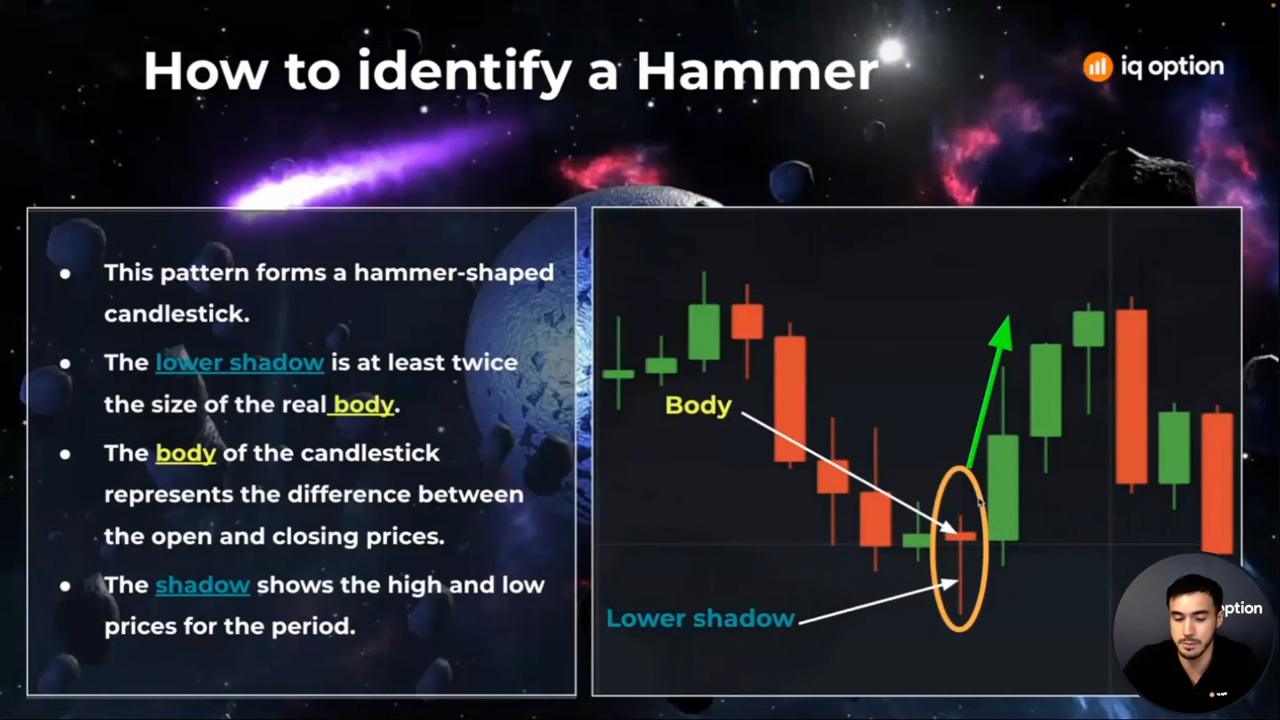 How to identify a Hammer
iq option
• This pattern forms a hammer-shaped
candlestick.
• The lower shadow is at least twice
the size of the real body.
• The body of the candlestick
represents the difference between
the open and closing prices.
• The shadow shows the high and low
prices for the period.
Body
Lower shadow
option